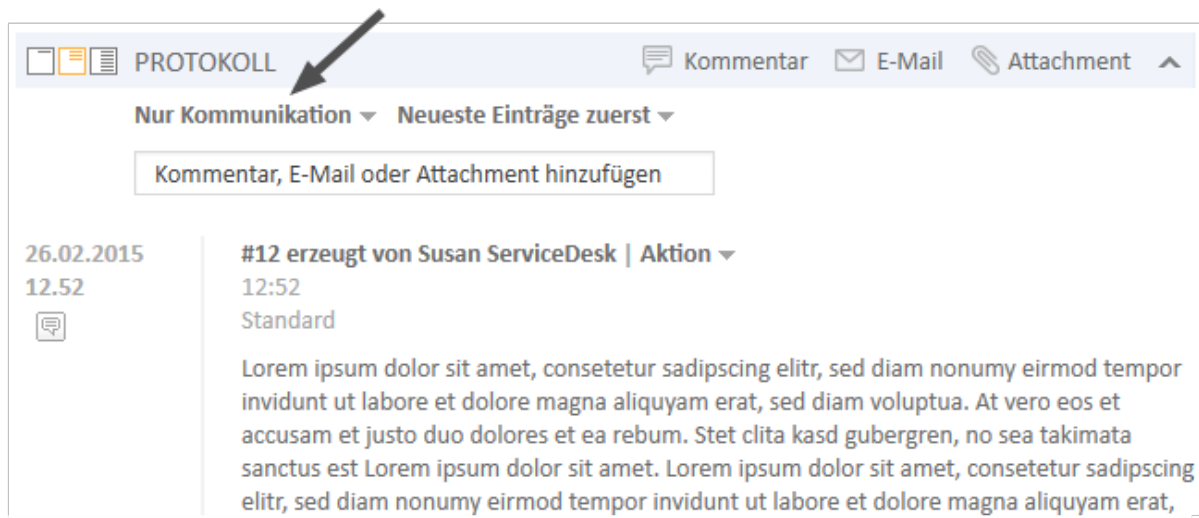 PROTOKOLL Kommentar E-Mail Attachment
Nur Kommunikation Neueste Einträge zuerst
Kommentar, E-Mail oder Attachment hinzufügen
26.02.2015
12.52
#12 erzeugt von Susan ServiceDesk | Aktion
12:52
Standard
Lorem ipsum dolor sit amet, consetetur sadipscing elitr, sed diam nonumy eirmod tempor
invidunt ut labore et dolore magna aliquyam erat, sed diam voluptua. At vero eos et
accusam et justo duo dolores et ea rebum. Stet clita kasd gubergren, no sea takimata
sanctus est Lorem ipsum dolor sit amet. Lorem ipsum dolor sit amet, consetetur sadipscing
elitr, sed diam nonumy eirmod tempor invidunt ut labore et dolore magna aliquyam erat,